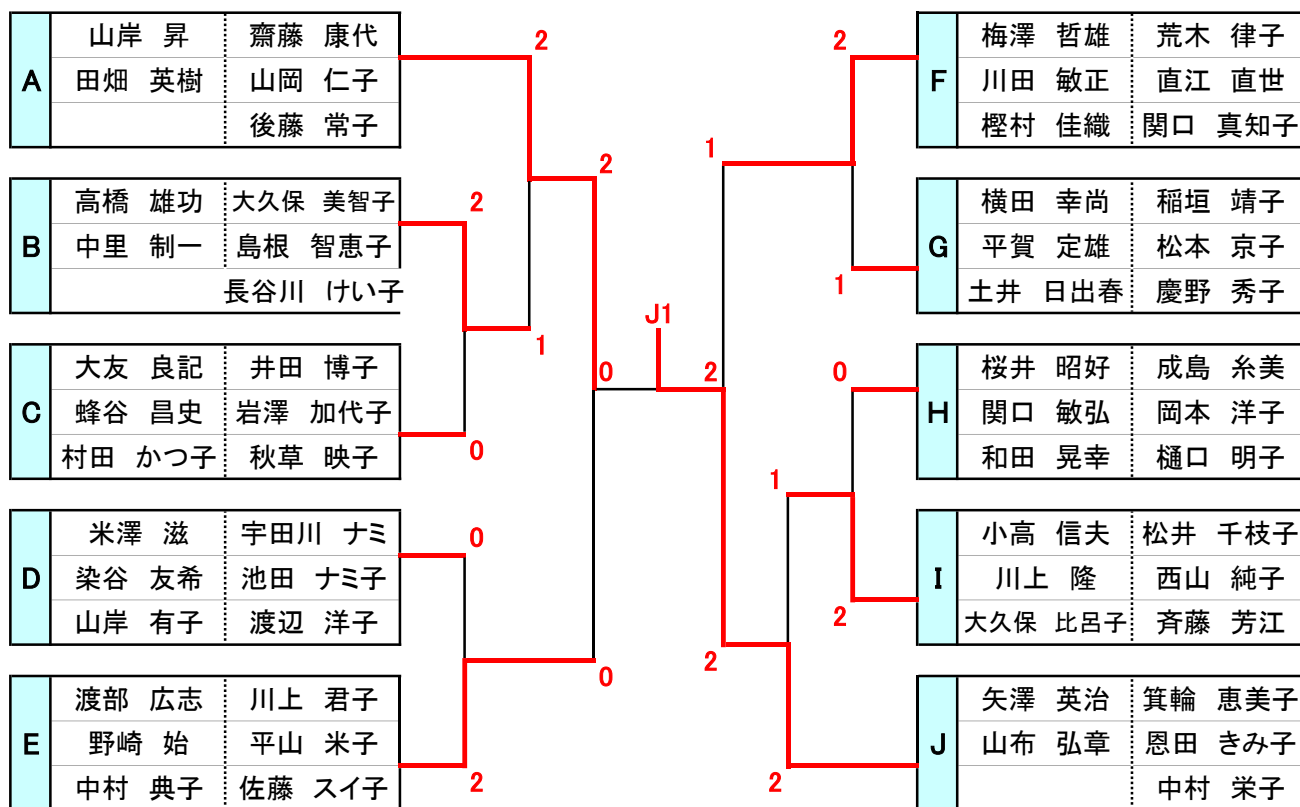 A
山岸 昇 齋藤 康代
田畑 英樹 山岡 仁子
後藤 常子
B
高橋 雄功 大久保 美智子
中里 制一 島根 智恵子
長谷川 けい子
C
大友 良記 井田 博子
蜂谷 昌史 岩澤 加代子
村田 かつ子 秋草 映子
D
米澤 滋 宇田川 ナミ
染谷 友希 池田 ナミ子
山岸 有子 渡辺 洋子
E
渡部 広志 川上 君子
野崎 始 平山 米子
中村 典子 佐藤 スイ子
2
2
2
1
0
0
0
0
2
J1
2
2
1
1
0
1
2
2
2
F
梅澤 哲雄 荒木 律子
川田 敏正 直江 直世
樫村 佳織 関口 真知子
G
横田 幸尚 稲垣 靖子
平賀 定雄 松本 京子
土井 日出春 慶野 秀子
H
桜井 昭好 成島 糸美
関口 敏弘 岡本 洋子
和田 晃幸 樋口 明子
I
小高 信夫 松井 千枝子
川上 隆 西山 純子
大久保 比呂子 斉藤 芳江
J
矢澤 英治 箕輪 恵美子
山布 弘章 恩田 きみ子
中村 栄子